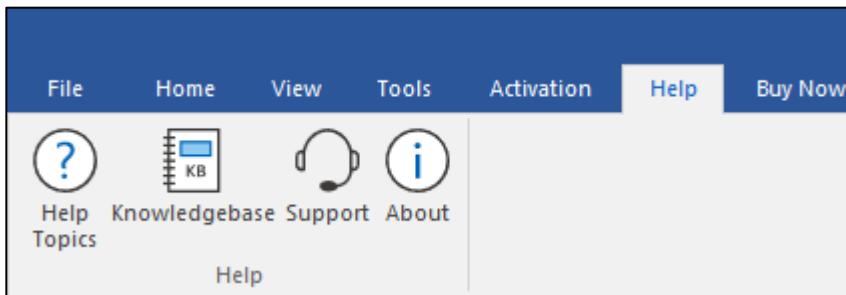 File Home View Tools Activation Help Buy Now
? KB i
Help Knowledgebase Support About
Topics
Help